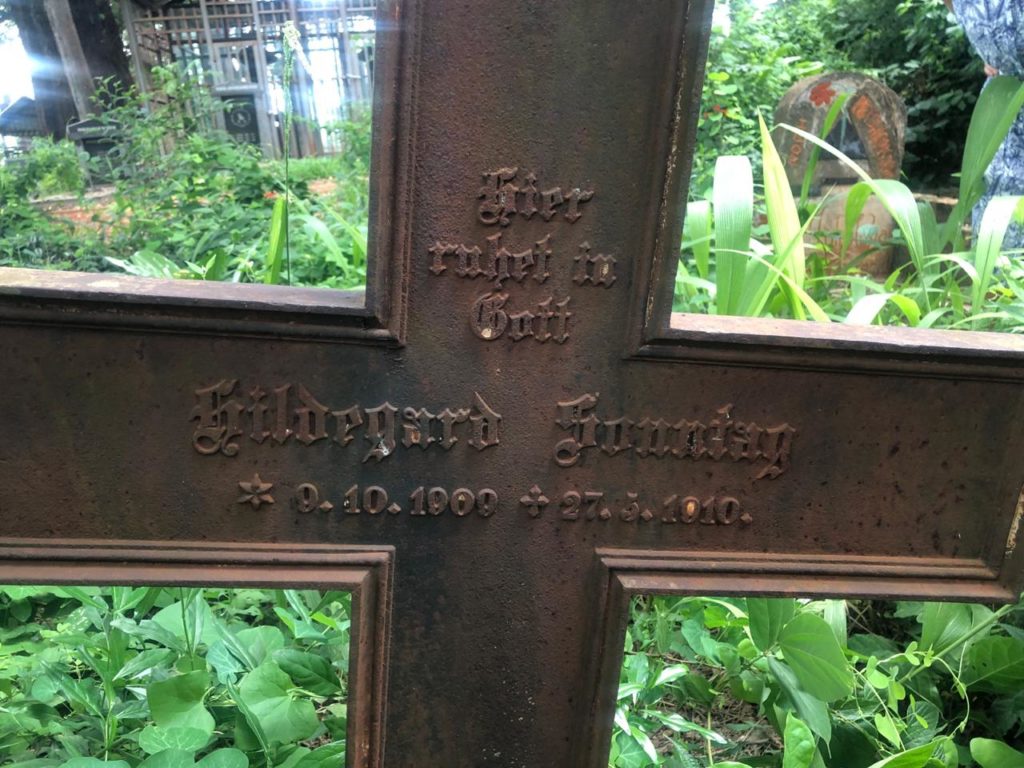 Hier
ruhet in
Gott
Hildegard Sonntag
* 9. 10. 1909 ✣ 27. 5. 1910.